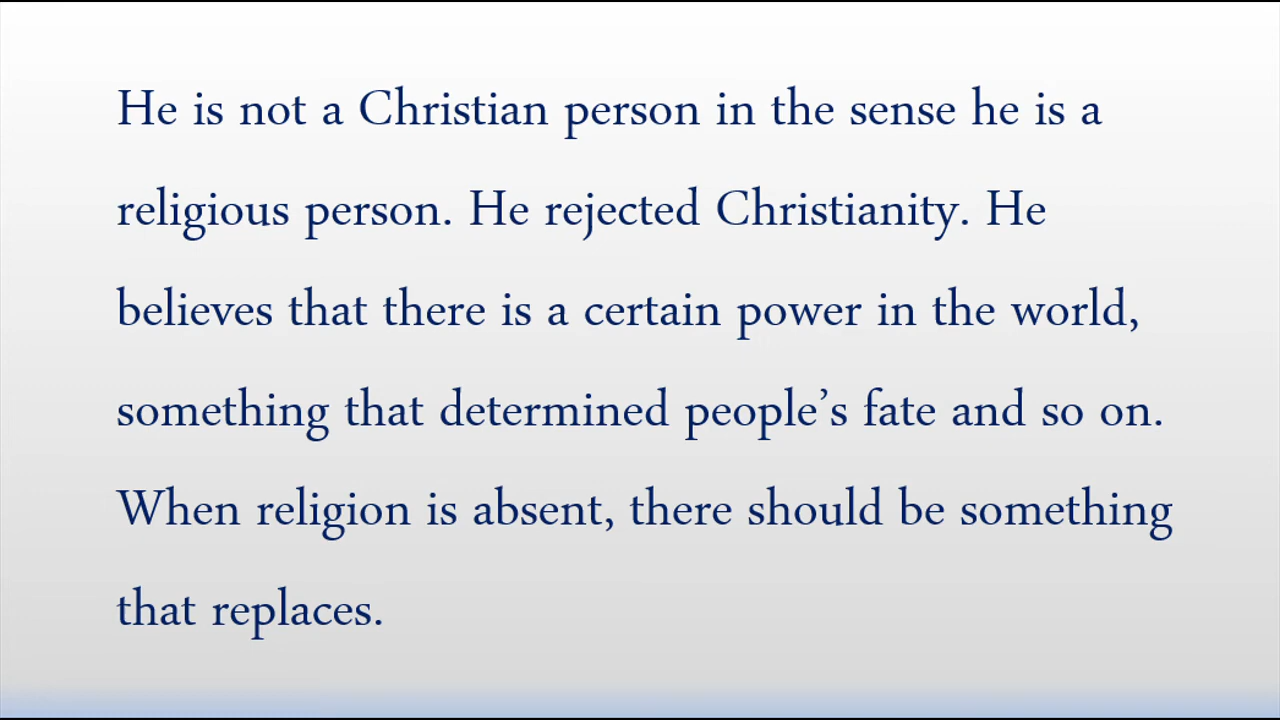 He is not a Christian person in the sense he is a
religious person. He rejected Christianity. He
believes that there is a certain power in the world,
something that determined people’s fate and so on.
When religion is absent, there should be something
that replaces.